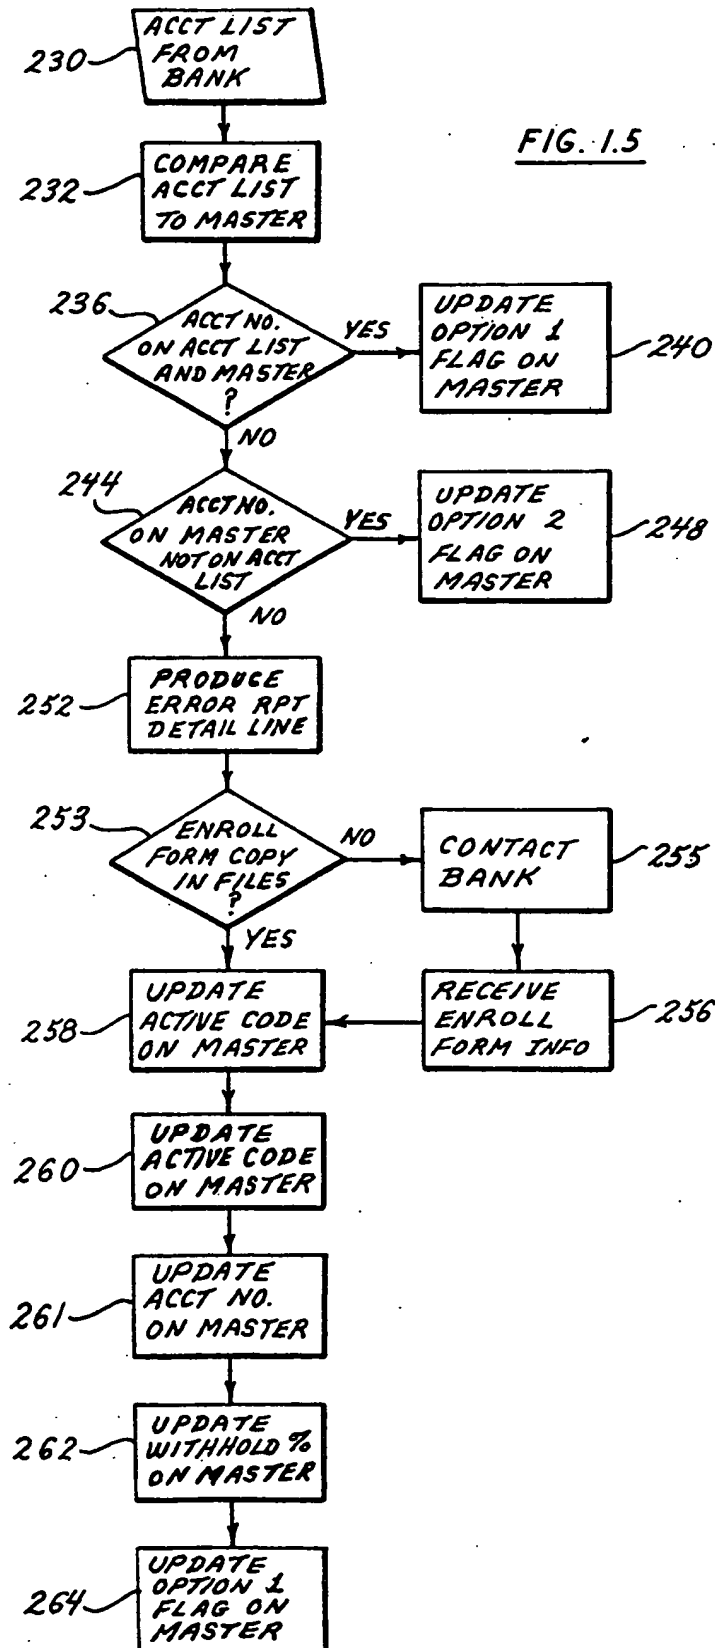 ACCT LIST
FROM
BANK
230
FIG. 1.5
COMPARE
ACCT LIST
TO MASTER
232
236
ACCT NO.
ON ACCT LIST
AND MASTER
?
YES
UPDATE
OPTION 1
FLAG ON
MASTER
240
NO
244
ACCT NO.
ON MASTER
NOT ON ACCT
LIST
YES
UPDATE
OPTION 2
FLAG ON
MASTER
248
NO
PRODUCE
ERROR RPT
DETAIL LINE
252
253
ENROLL
FORM COPY
IN FILES
?
NO
CONTACT
BANK
255
YES
UPDATE
ACTIVE CODE
ON MASTER
258
RECEIVE
ENROLL
FORM INFO
256
UPDATE
ACTIVE CODE
ON MASTER
260
UPDATE
ACCT NO.
ON MASTER
261
UPDATE
WITHHOLD %
ON MASTER
262
UPDATE
OPTION 1
FLAG ON
MASTER
264